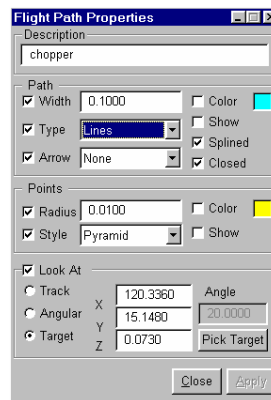 Flight Path Properties
Description
chopper
Path
Width 0.1000 Color
Type Lines Show
Splined
Arrow None Closed
Points
Radius 0.0100 Color
Style Pyramid Show
Look At
Track X 120.3360 Angle
Angular Y 15.1480 20.0000
Target Z 0.0730 Pick Target
Close Apply